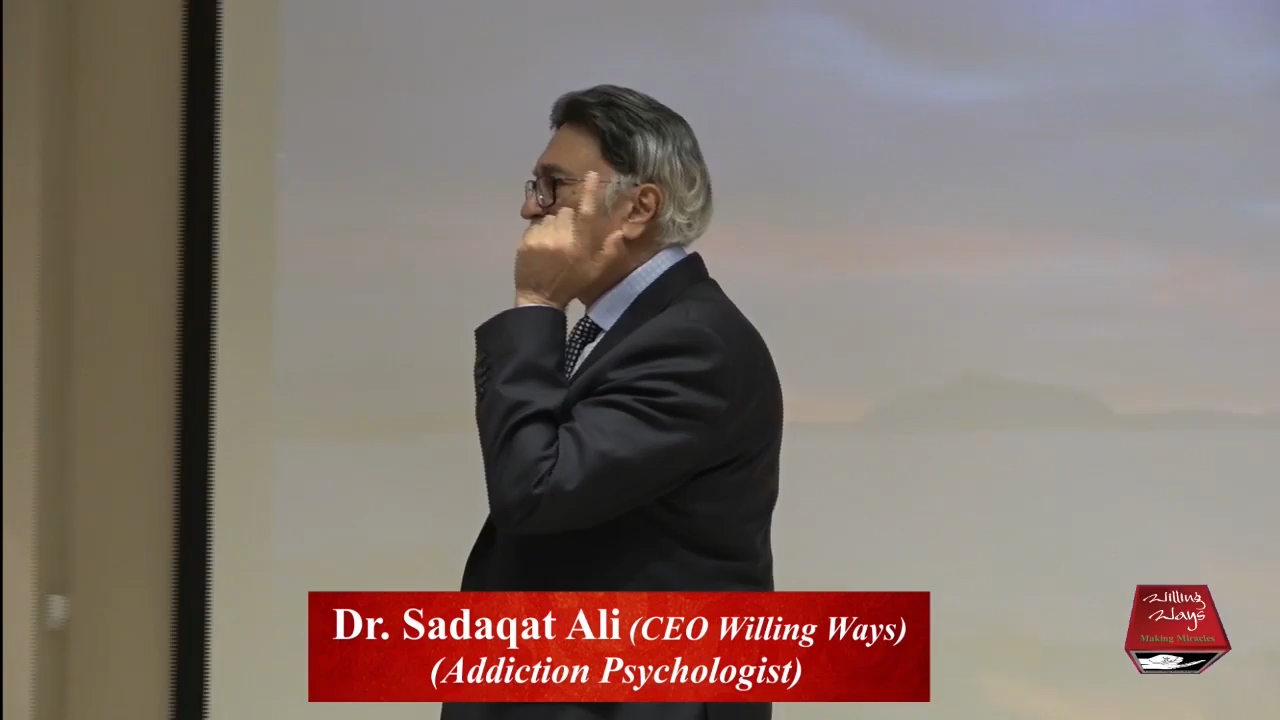 Dr. Sadaqat Ali (CEO Willing Ways)
(Addiction Psychologist)
Willing
Ways
Making Miracles